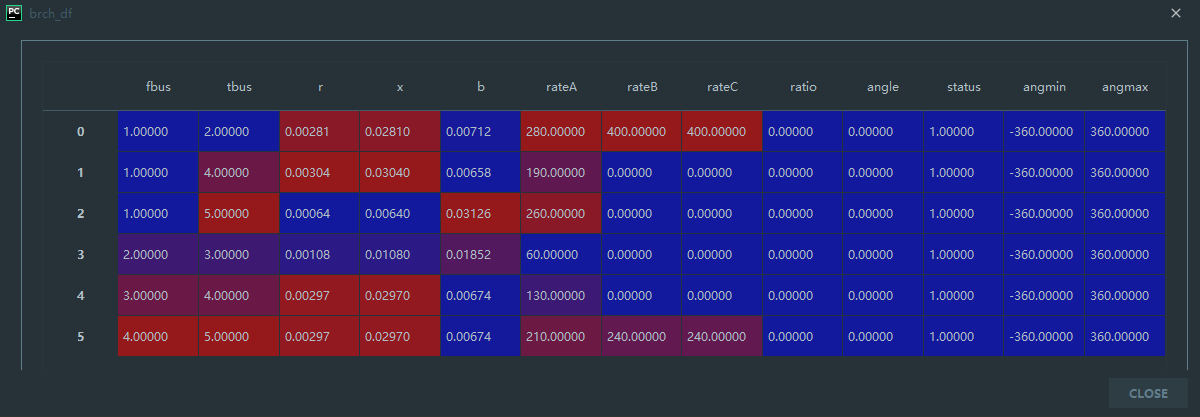 PC brch_df
fbus tbus r x b rateA rateB rateC ratio angle status angmin angmax
0 1.00000 2.00000 0.00281 0.02810 0.00712 280.00000 400.00000 400.00000 0.00000 0.00000 1.00000 -360.00000 360.00000
1 1.00000 4.00000 0.00304 0.03040 0.00658 190.00000 0.00000 0.00000 0.00000 0.00000 1.00000 -360.00000 360.00000
2 1.00000 5.00000 0.00064 0.00640 0.03126 260.00000 0.00000 0.00000 0.00000 0.00000 1.00000 -360.00000 360.00000
3 2.00000 3.00000 0.00108 0.01080 0.01852 60.00000 0.00000 0.00000 0.00000 0.00000 1.00000 -360.00000 360.00000
4 3.00000 4.00000 0.00297 0.02970 0.00674 130.00000 0.00000 0.00000 0.00000 0.00000 1.00000 -360.00000 360.00000
5 4.00000 5.00000 0.00297 0.02970 0.00674 210.00000 240.00000 240.00000 0.00000 0.00000 1.00000 -360.00000 360.00000
CLOSE